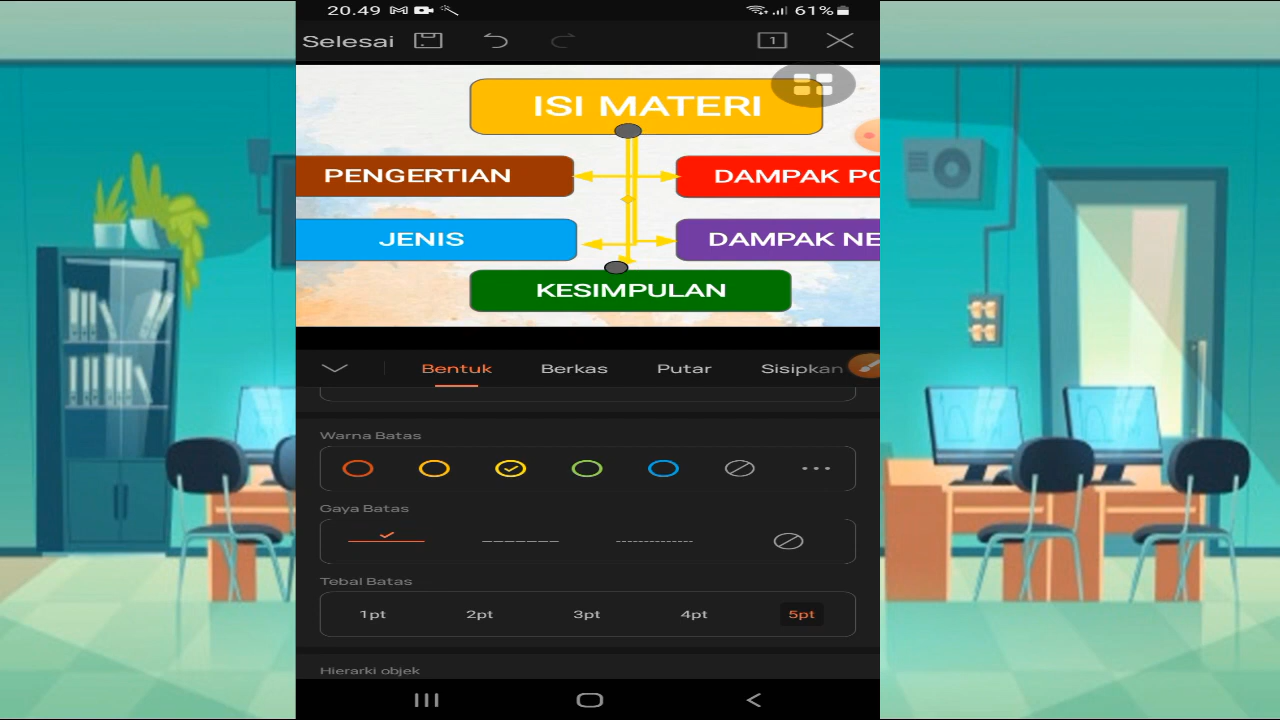 20.49 61%
Selesai 1
ISI MATERI
PENGERTIAN DAMPAK PO
JENIS DAMPAK NE
KESIMPULAN
Bentuk Berkas Putar Sisipkan
Warna Batas
Gaya Batas
Tebal Batas
1pt 2pt 3pt 4pt 5pt
Hierarki objek